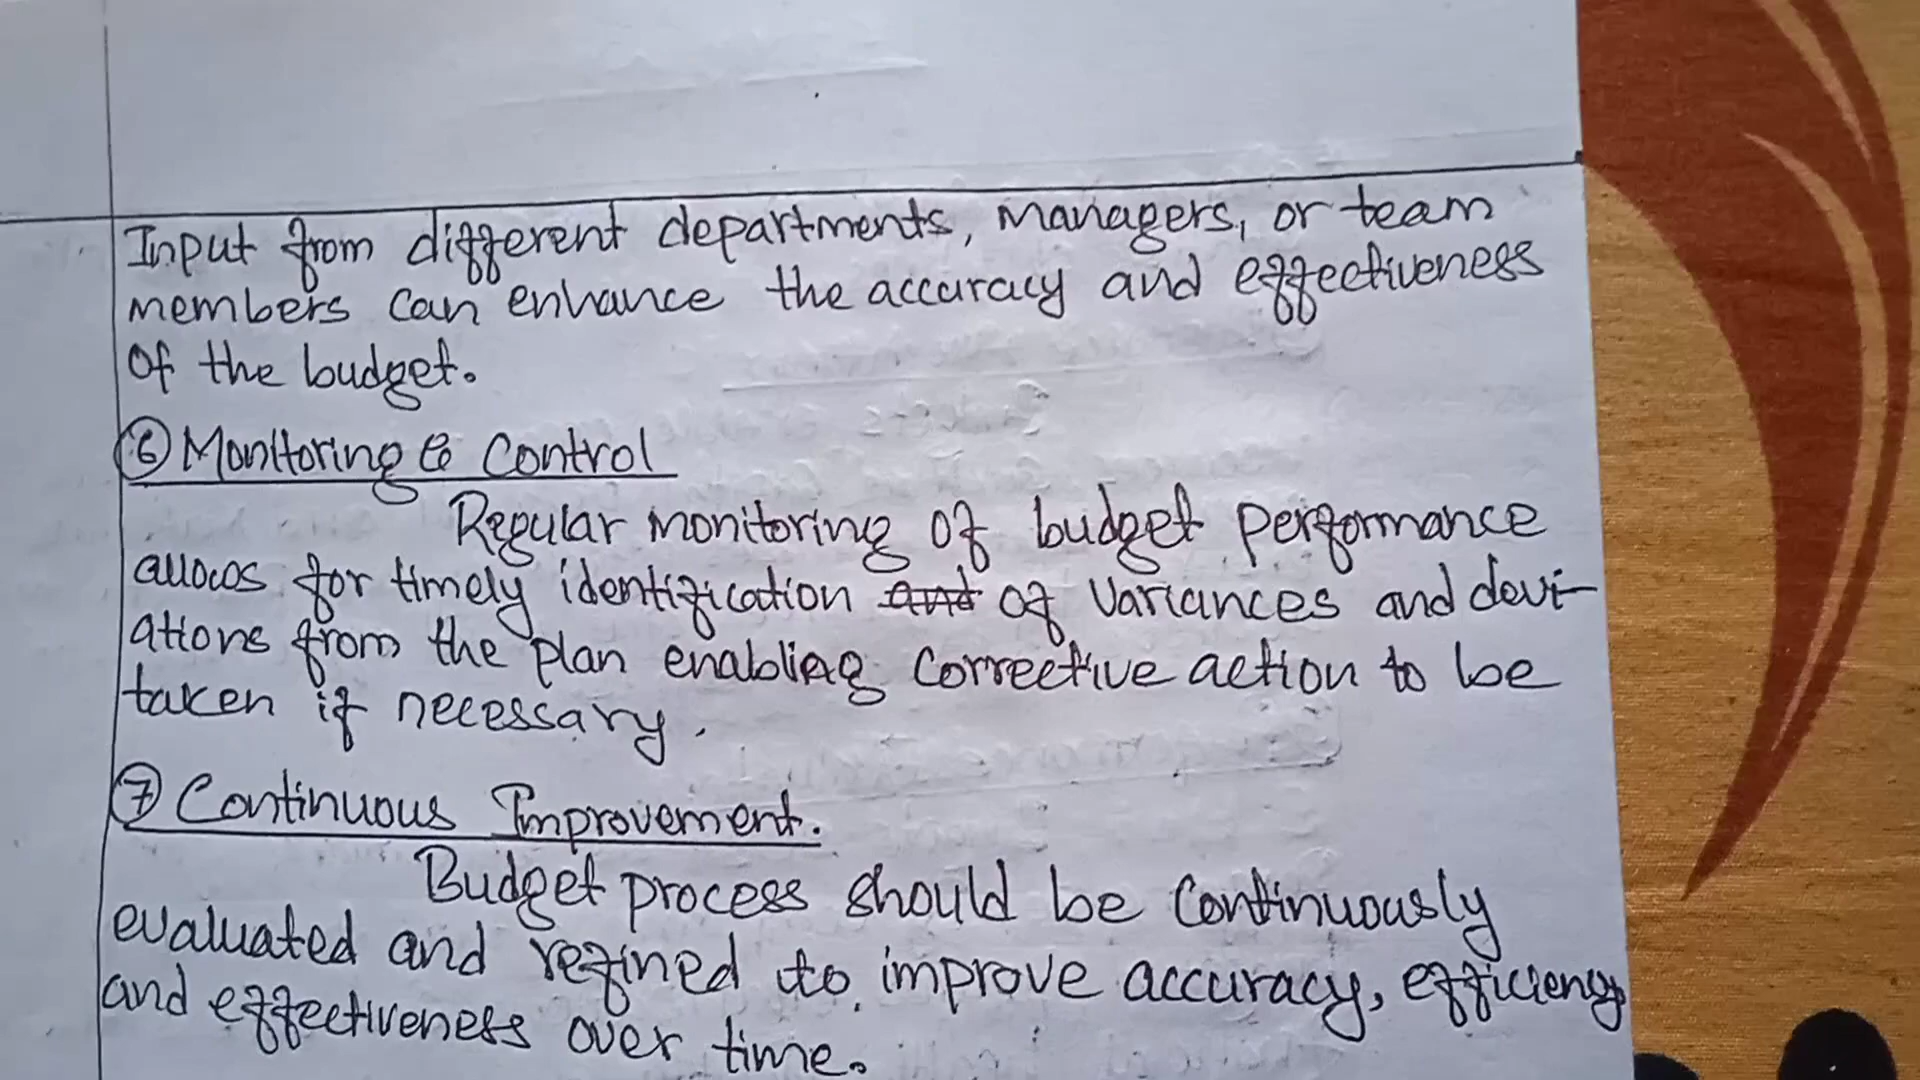 Input from different departments, managers, or team
members can enhance the accuracy and effectiveness
of the budget.
⑥ Monitoring & Control
Regular monitoring of budget performance
allows for timely identification and of variances and devi-
ations from the plan enabling corrective action to be
taken if necessary.
⑦ Continuous Improvement.
Budget process should be continuously
evaluated and refined to improve accuracy, efficiency
and effectiveness over time.